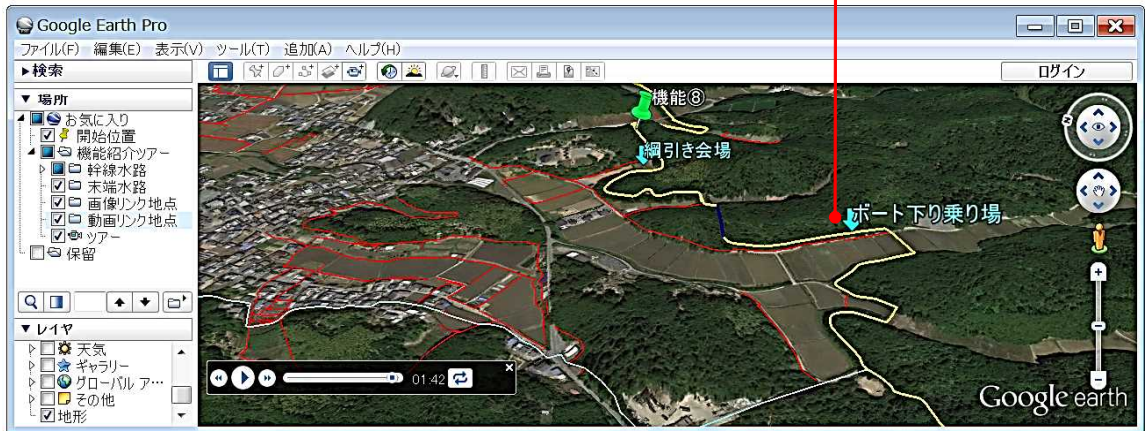 Google Earth Pro
ファイル(F) 編集(E) 表示(V) ツール(T) 追加(A) ヘルプ(H)
▶検索
ログイン
▼ 場所
お気に入り
開始位置
機能紹介ツアー
幹線水路
末端水路
画像リンク地点
動画リンク地点
ツアー
保留
▼ レイヤ
天気
ギャラリー
グローバル ア…
その他
地形
機能⑧
綱引き会場
ボート下り乗り場
N
01:42
Google earth